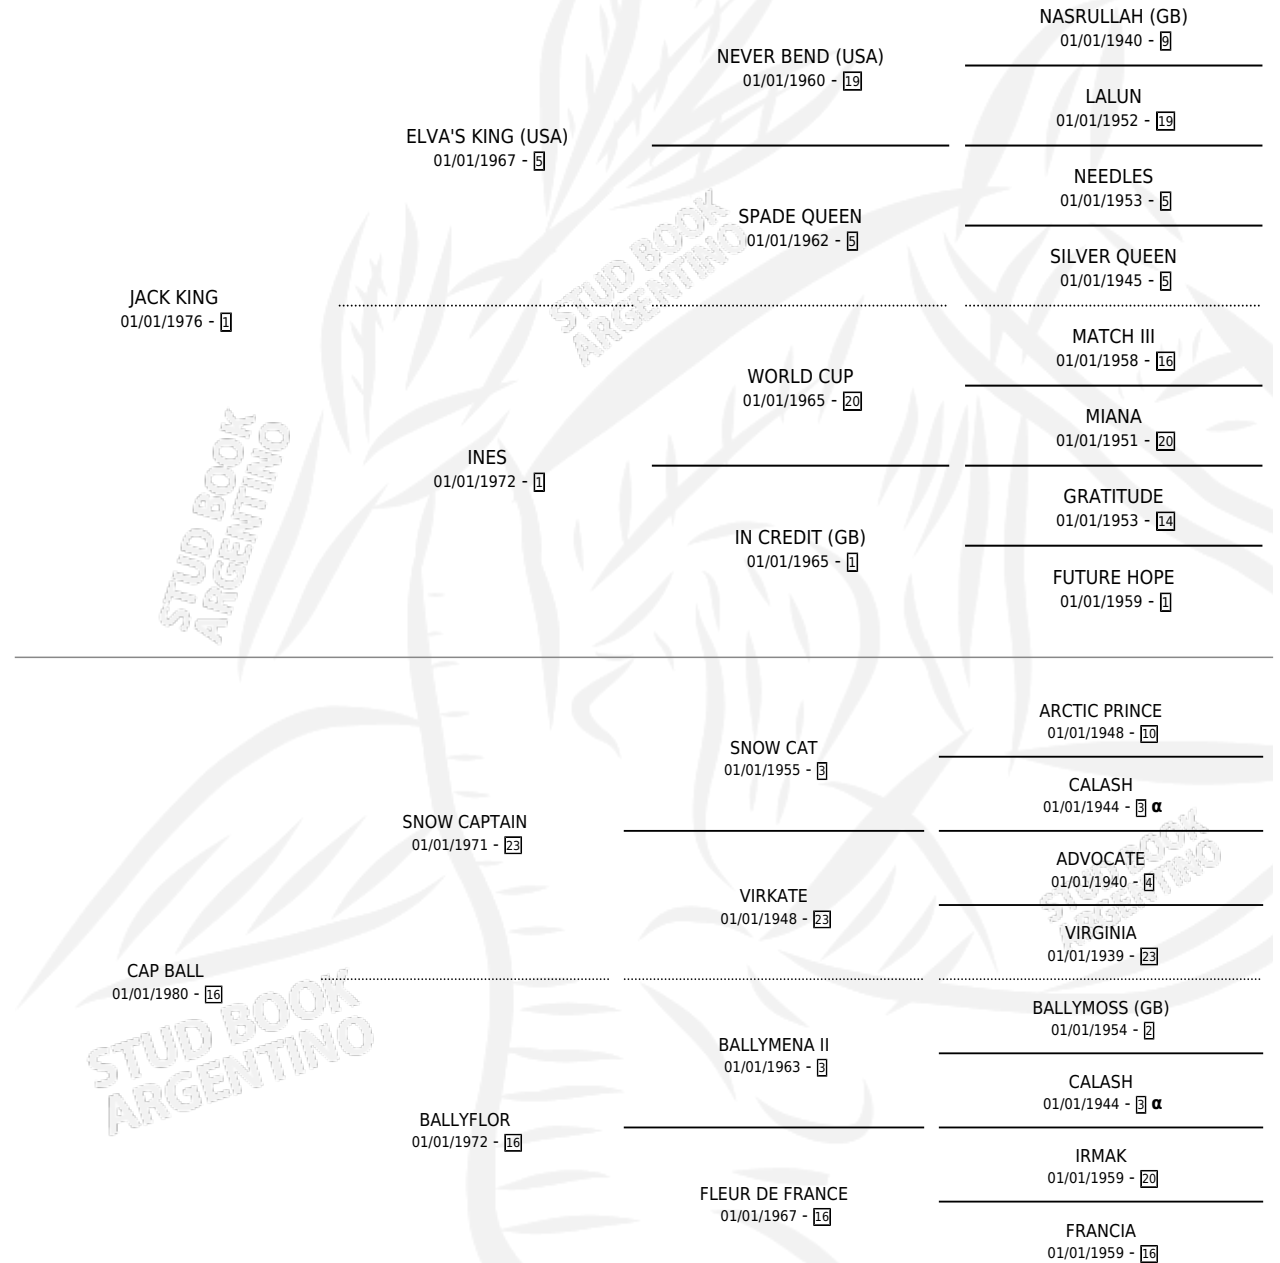 NASRULLAH (GB)
01/01/1940 - 9
NEVER BEND (USA)
01/01/1960 - 19
LALUN
01/01/1952 - 19
ELVA'S KING (USA)
01/01/1967 - 5
NEEDLES
01/01/1953 - 5
SPADE QUEEN
01/01/1962 - 5
SILVER QUEEN
01/01/1945 - 5
STUD BOOK
ARGENTINO
JACK KING
01/01/1976 - 1
MATCH III
01/01/1958 - 16
WORLD CUP
01/01/1965 - 20
MIANA
01/01/1951 - 20
INES
01/01/1972 - 1
GRATITUDE
01/01/1953 - 14
IN CREDIT (GB)
01/01/1965 - 1
FUTURE HOPE
01/01/1959 - 1
STUD BOOK
ARGENTINO
ARCTIC PRINCE
01/01/1948 - 10
SNOW CAT
01/01/1955 - 3
CALASH
01/01/1944 - 3 α
SNOW CAPTAIN
01/01/1971 - 23
ADVOCATE
01/01/1940 - 4
VIRKATE
01/01/1948 - 23
VIRGINIA
01/01/1939 - 23
STUD BOOK
ARGENTINO
CAP BALL
01/01/1980 - 16
BALLYMOSS (GB)
01/01/1954 - 2
BALLYMENA II
01/01/1963 - 3
CALASH
01/01/1944 - 3 α
BALLYFLOR
01/01/1972 - 16
IRMAK
01/01/1959 - 20
FLEUR DE FRANCE
01/01/1967 - 16
FRANCIA
01/01/1959 - 16
STUD BOOK
ARGENTINO